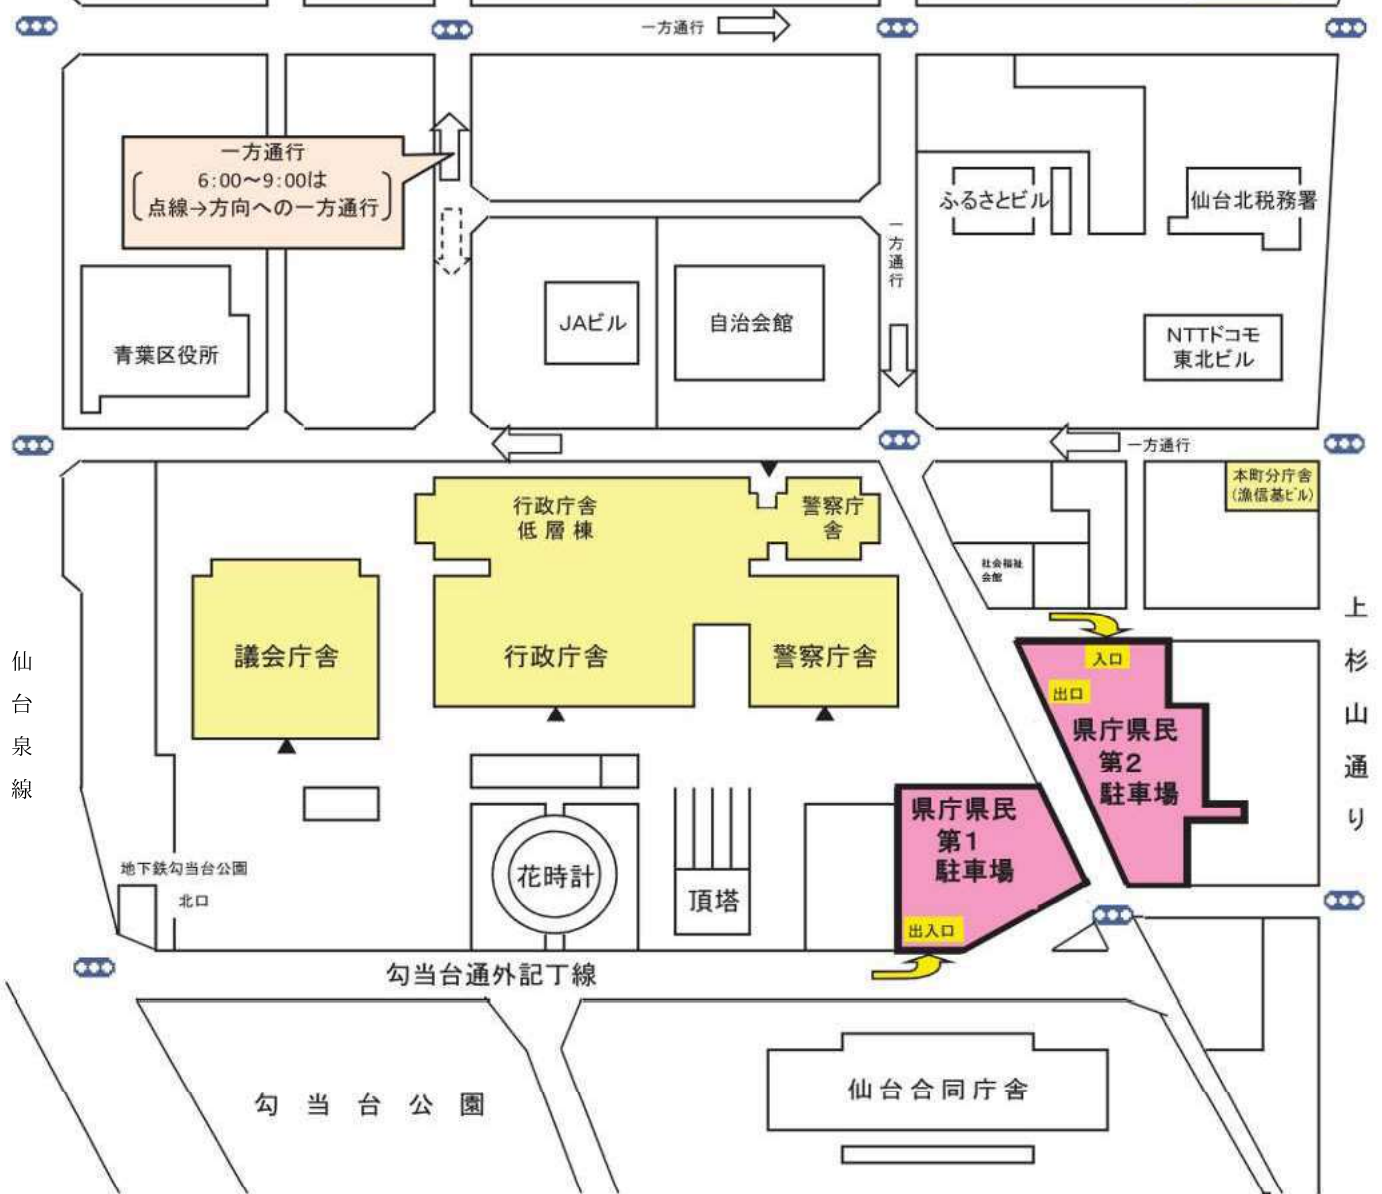 一方通行
一方通行
6:00～9:00は
点線→方向への一方通行
ふるさとビル
仙台北税務署
一方通行
JAビル
自治会館
NTTドコモ
東北ビル
青葉区役所
一方通行
本町分庁舎
(漁信基ビル)
行政庁舎
低層棟
警察庁
舎
社会福祉
会館
上杉山通り
議会庁舎
行政庁舎
警察庁舎
仙台泉線
入口
出口
県庁県民
第2
駐車場
県庁県民
第1
駐車場
地下鉄勾当台公園
北口
花時計
頂塔
出入口
勾当台通外記丁線
仙台合同庁舎
勾当台公園